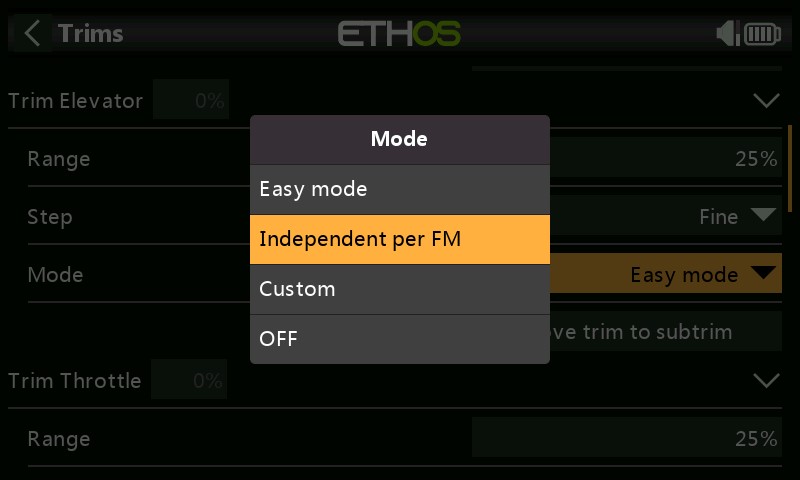 Trims
ETHOS
Trim Elevator 0%
Mode
Range 25%
Easy mode
Step Fine
Independent per FM
Mode Easy mode
Custom
OFF
ve trim to subtrim
Trim Throttle 0%
Range 25%